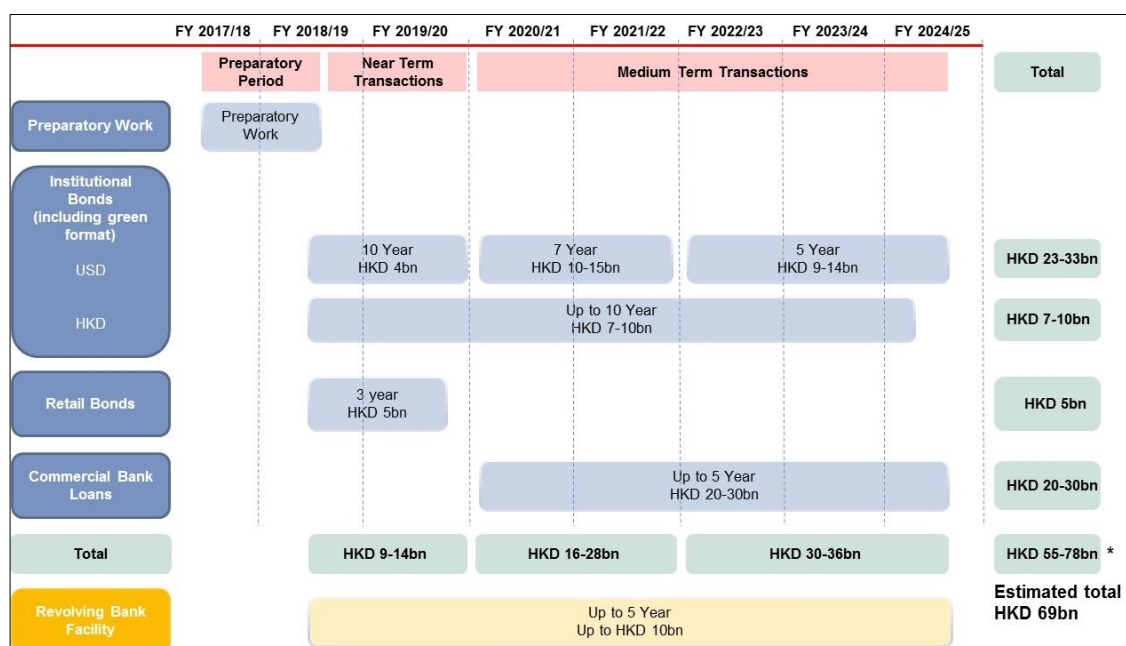 FY 2017/18 FY 2018/19 FY 2019/20 FY 2020/21 FY 2021/22 FY 2022/23 FY 2023/24 FY 2024/25
Preparatory Period
Near Term Transactions
Medium Term Transactions
Total
Preparatory Work
Preparatory Work
Institutional
Bonds
(including green
format)
USD
10 Year
HKD 4bn
7 Year
HKD 10-15bn
5 Year
HKD 9-14bn
HKD 23-33bn
HKD
Up to 10 Year
HKD 7-10bn
HKD 7-10bn
Retail Bonds
3 year
HKD 5bn
HKD 5bn
Commercial Bank
Loans
Up to 5 Year
HKD 20-30bn
HKD 20-30bn
Total
HKD 9-14bn
HKD 16-28bn
HKD 30-36bn
HKD 55-78bn *
Estimated total
HKD 69bn
Revolving Bank
Facility
Up to 5 Year
Up to HKD 10bn